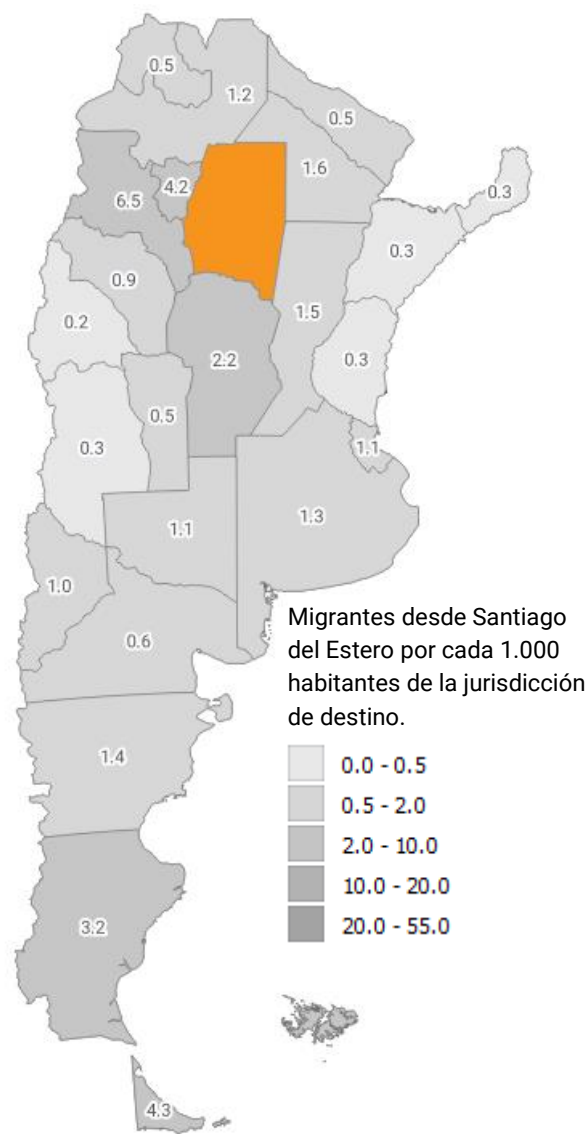 0.5
1.2
0.5
1.6
4.2
6.5
0.3
0.3
0.9
1.5
0.2
2.2
0.3
0.5
0.3
1.1
1.3
1.1
1.0
0.6
1.4
3.2
4.3
Migrantes desde Santiago
del Estero por cada 1.000
habitantes de la jurisdicción
de destino.
0.0 - 0.5
0.5 - 2.0
2.0 - 10.0
10.0 - 20.0
20.0 - 55.0